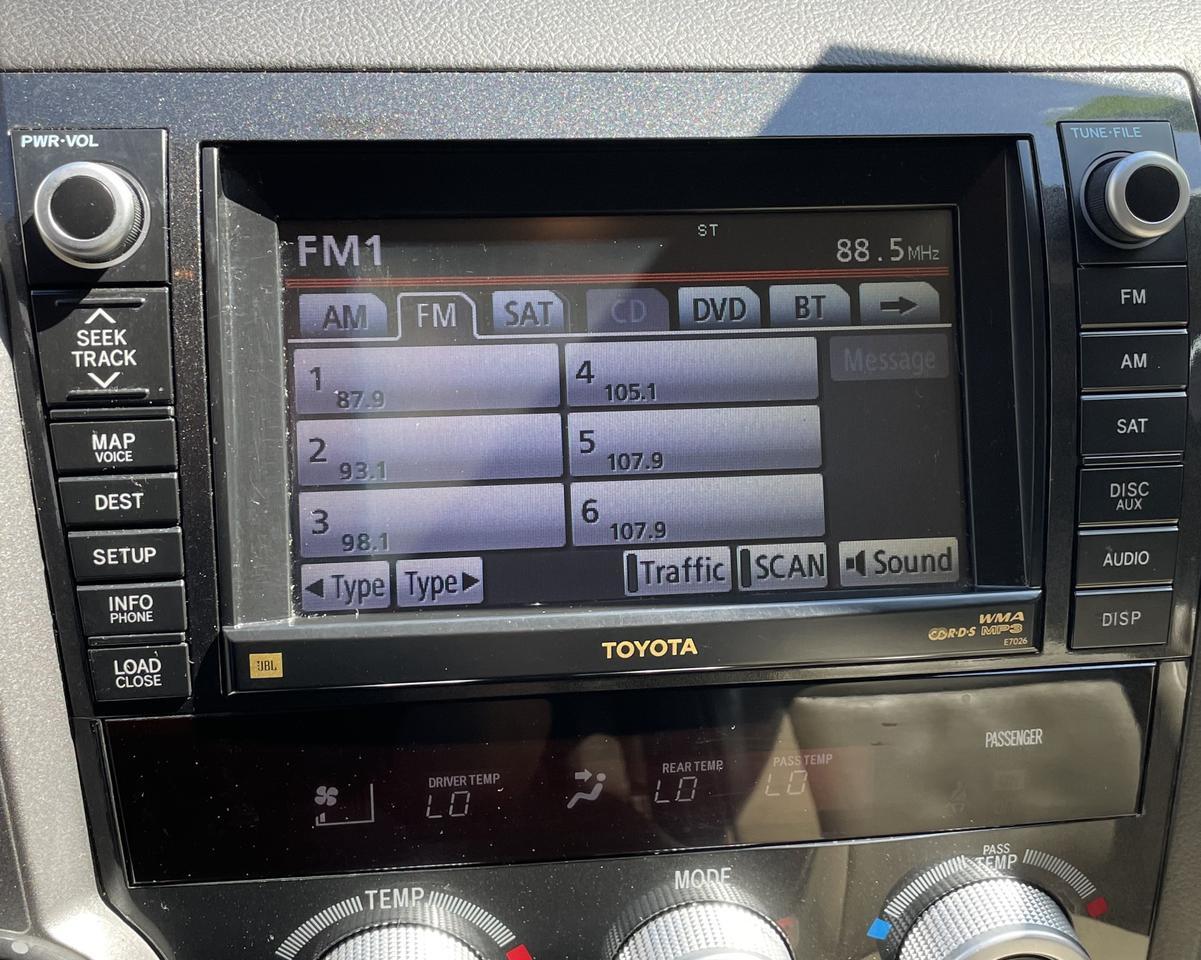 PWR·VOL
TUNE·FILE
FM1
ST
88.5MHz
AM FM SAT CD DVD BT
1 87.9
4 105.1
Message
2 93.1
5 107.9
3 98.1
6 107.9
Type Type Traffic SCAN Sound
SEEK
TRACK
MAP
VOICE
DEST
SETUP
INFO
PHONE
LOAD
CLOSE
FM
AM
SAT
DISC
AUX
AUDIO
DISP
JBL
TOYOTA
CD R·D·S WMA
MP3
E7026
PASSENGER
DRIVER TEMP
LO
REAR TEMP
LO
PASS TEMP
LO
TEMP
MODE
PASS
TEMP